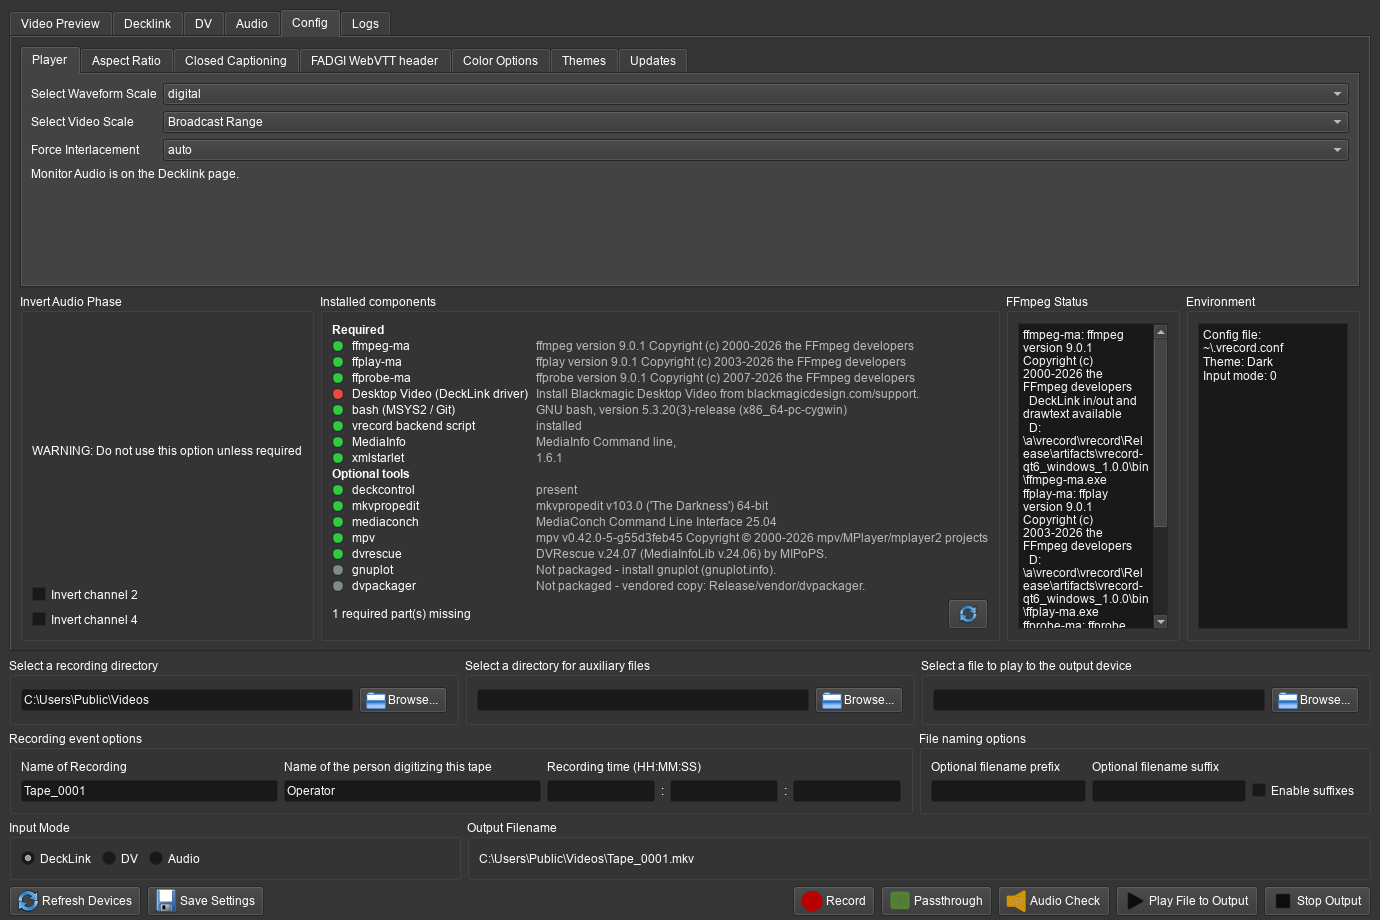 Video Preview Decklink DV Audio Config Logs
Player Aspect Ratio Closed Captioning FADGI WebVTT header Color Options Themes Updates
Select Waveform Scale digital
Select Video Scale Broadcast Range
Force Interlacement auto
Monitor Audio is on the Decklink page.
Invert Audio Phase
WARNING: Do not use this option unless required
Invert channel 2
Invert channel 4
Installed components
Required
ffmpeg-ma ffmpeg version 9.0.1 Copyright (c) 2000-2026 the FFmpeg developers
ffplay-ma ffplay version 9.0.1 Copyright (c) 2003-2026 the FFmpeg developers
ffprobe-ma ffprobe version 9.0.1 Copyright (c) 2007-2026 the FFmpeg developers
Desktop Video (DeckLink driver) Install Blackmagic Desktop Video from blackmagicdesign.com/support.
bash (MSYS2 / Git) GNU bash, version 5.3.20(3)-release (x86_64-pc-cygwin)
vrecord backend script installed
MediaInfo MediaInfo Command line,
xmlstarlet 1.6.1
Optional tools
deckcontrol present
mkvpropedit mkvpropedit v103.0 ('The Darkness') 64-bit
mediaconch MediaConch Command Line Interface 25.04
mpv mpv v0.42.0-5-g55d3feb45 Copyright © 2000-2026 mpv/MPlayer/mplayer2 projects
dvrescue DVRescue v.24.07 (MediaInfoLib v.24.06) by MIPoPS.
gnuplot Not packaged - install gnuplot (gnuplot.info).
dvpackager Not packaged - vendored copy: Release/vendor/dvpackager.
1 required part(s) missing
FFmpeg Status
ffmpeg-ma: ffmpeg
version 9.0.1
Copyright (c)
2000-2026 the
FFmpeg developers
DeckLink in/out and
drawtext available
D:
\a\vrecord\vrecord\Rel
ease\artifacts\vrecord-
qt6_windows_1.0.0\bin
\ffmpeg-ma.exe
ffplay-ma: ffplay
version 9.0.1
Copyright (c)
2003-2026 the
FFmpeg developers
D:
\a\vrecord\vrecord\Rel
ease\artifacts\vrecord-
qt6_windows_1.0.0\bin
\ffplay-ma.exe
ffprobe-ma: ffprobe
Environment
Config file:
~\.vrecord.conf
Theme: Dark
Input mode: 0
Select a recording directory
C:\Users\Public\Videos Browse...
Select a directory for auxiliary files
Browse...
Select a file to play to the output device
Browse...
Recording event options
Name of Recording Name of the person digitizing this tape Recording time (HH:MM:SS)
Tape_0001 Operator : :
File naming options
Optional filename prefix Optional filename suffix
Enable suffixes
Input Mode
DeckLink DV Audio
Output Filename
C:\Users\Public\Videos\Tape_0001.mkv
Refresh Devices Save Settings Record Passthrough Audio Check Play File to Output Stop Output